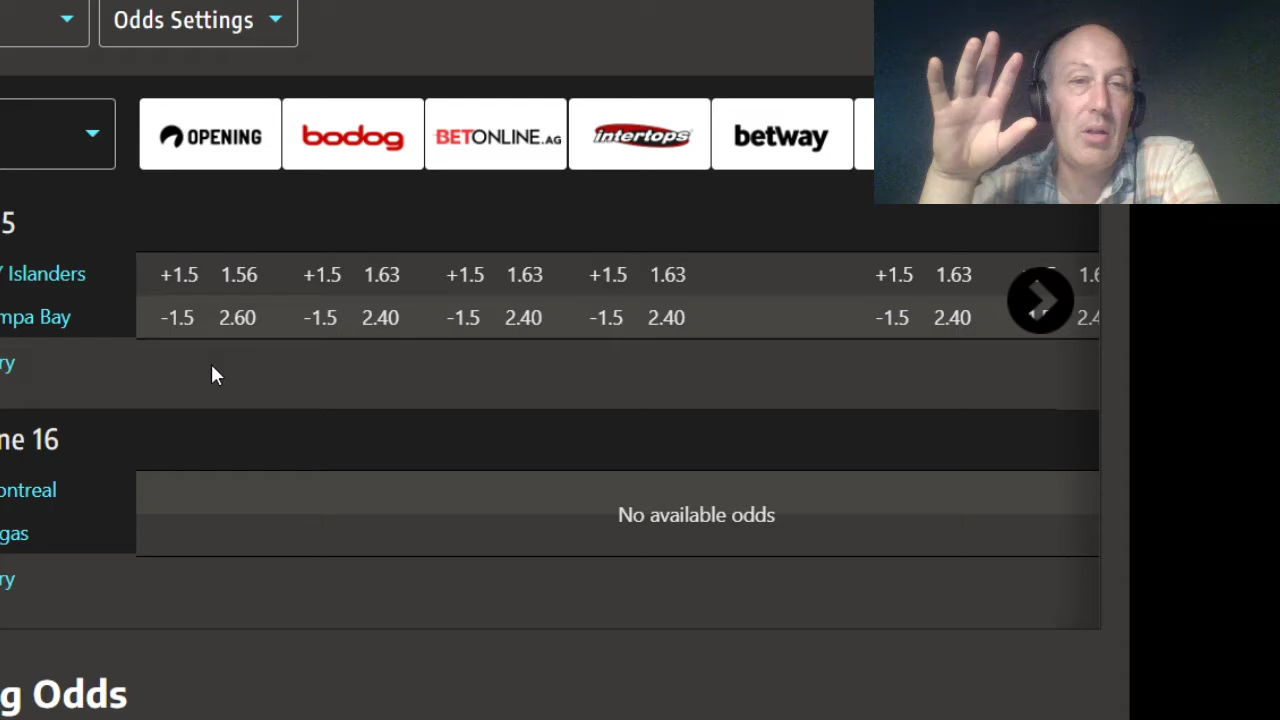 Odds Settings
OPENING bodog BETONLINE.AG intertops betway
5
Islanders +1.5 1.56 +1.5 1.63 +1.5 1.63 +1.5 1.63 +1.5 1.63
mpa Bay -1.5 2.60 -1.5 2.40 -1.5 2.40 -1.5 2.40 -1.5 2.40 2.4
ry
ne 16
ontreal
No available odds
gas
ry
g Odds